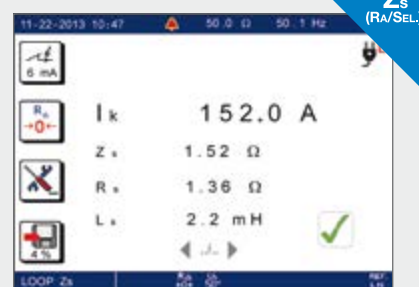 Zs
(RA/SEL.)
11-22-2013 10:47 50.0 Ω 50.1 Hz
6 mA
Ik 152.0 A
Zs 1.52 Ω
Rs 1.36 Ω
Ls 2.2 mH
4 %
LOOP Zs